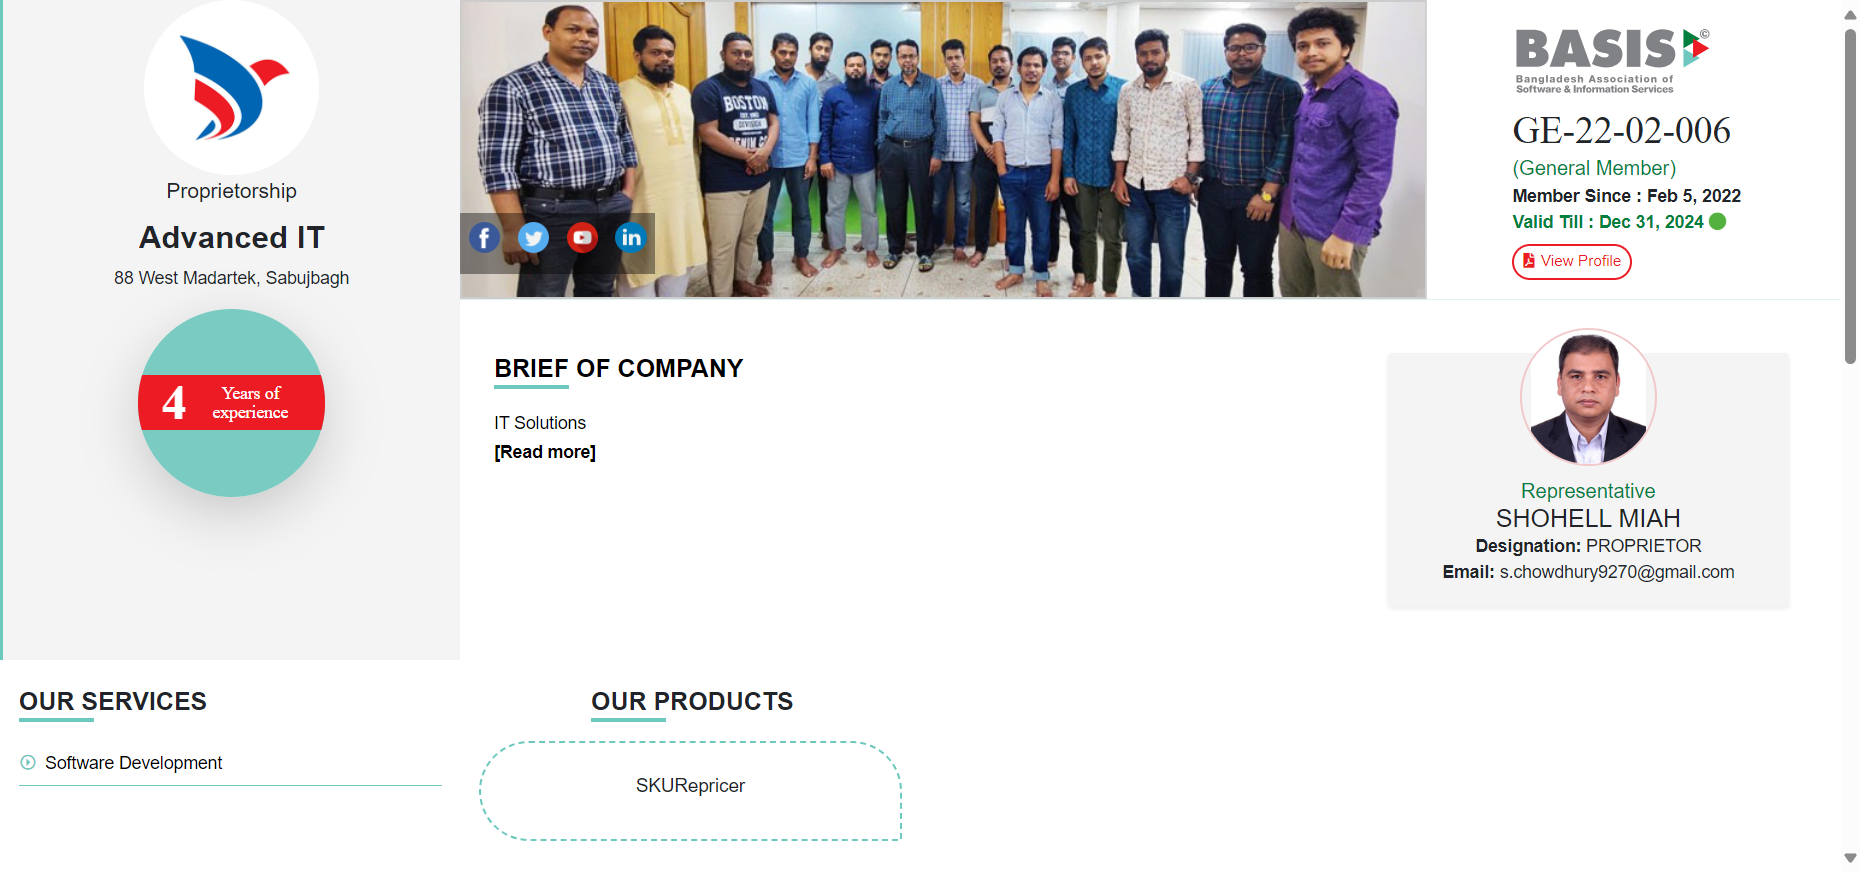 Proprietorship
Advanced IT
88 West Madartek, Sabujbagh
4
Years of
experience
BOSTON
DIVISION
BASIS ©
Bangladesh Association of
Software & Information Services
GE-22-02-006
(General Member)
Member Since : Feb 5, 2022
Valid Till : Dec 31, 2024
View Profile
BRIEF OF COMPANY
IT Solutions
[Read more]
Representative
SHOHELL MIAH
Designation: PROPRIETOR
Email: s.chowdhury9270@gmail.com
OUR SERVICES
Software Development
OUR PRODUCTS
SKURepricer